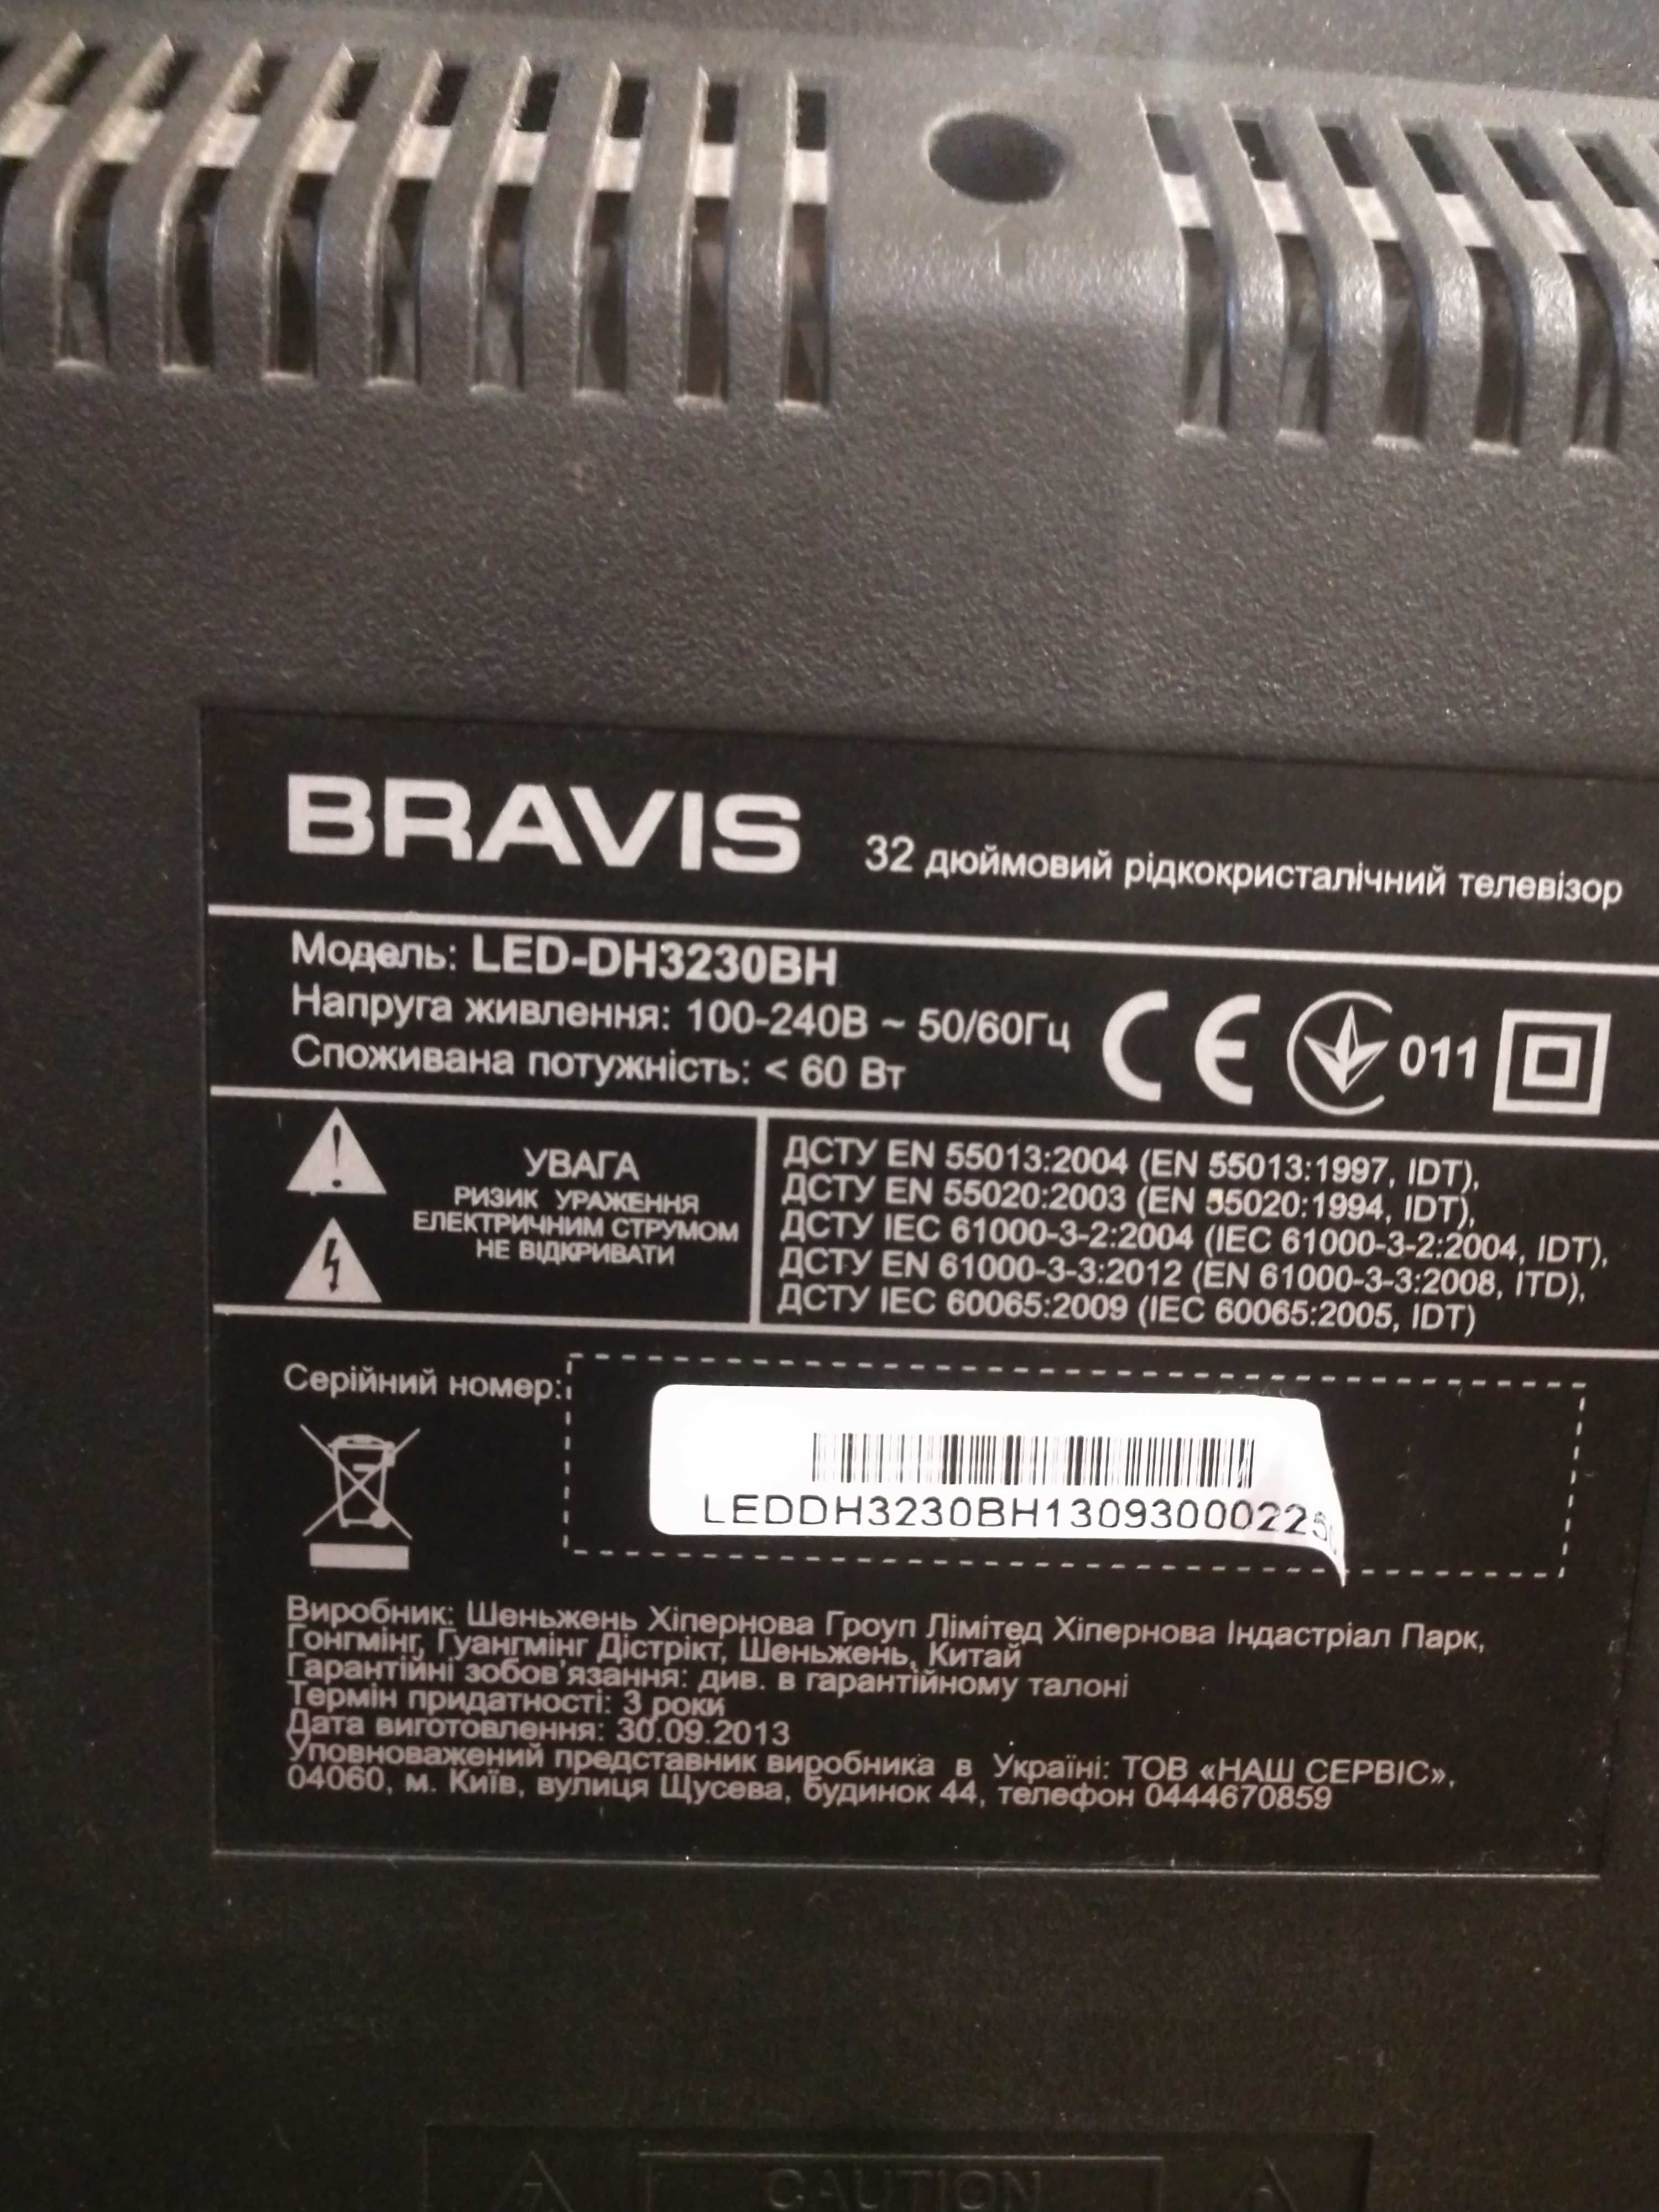 BRAVIS 32 дюймовий рідкокристалічний телевізор
Модель: LED-DH3230BH
Напруга живлення: 100-240В ~ 50/60Гц
Споживана потужність: < 60 Вт
CE 011
УВАГА
РИЗИК УРАЖЕННЯ
ЕЛЕКТРИЧНИМ СТРУМОМ
НЕ ВІДКРИВАТИ
ДСТУ EN 55013:2004 (EN 55013:1997, IDT),
ДСТУ EN 55020:2003 (EN 55020:1994, IDT),
ДСТУ IEC 61000-3-2:2004 (IEC 61000-3-2:2004, IDT),
ДСТУ EN 61000-3-3:2012 (EN 61000-3-3:2008, ITD),
ДСТУ IEC 60065:2009 (IEC 60065:2005, IDT)
Серійний номер:
Виробник: Шеньжень Хіпернова Гроуп Лімітед Хіпернова Індастріал Парк,
Гонгмінг, Гуангмінг Дістрікт, Шеньжень, Китай
Гарантійні зобов'язання: див. в гарантійному талоні
Термін придатності: 3 роки
Дата виготовлення: 30.09.2013
Уповноважений представник виробника в Україні: ТОВ «НАШ СЕРВІС»,
04060, м. Київ, вулиця Щусева, будинок 44, телефон 0444670859
CAUTION